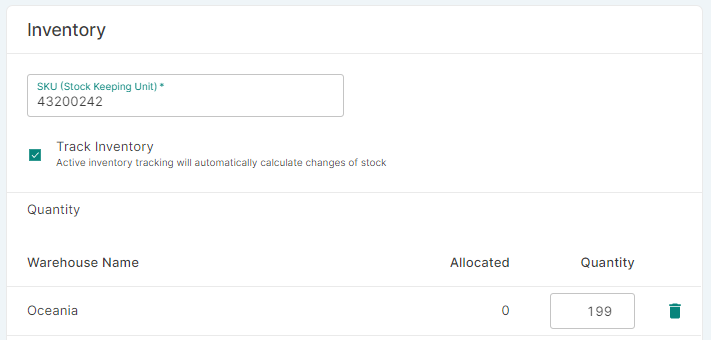 Inventory
SKU (Stock Keeping Unit) *
43200242
Track Inventory
Active inventory tracking will automatically calculate changes of stock
Quantity
Warehouse Name Allocated Quantity
Oceania 0 199